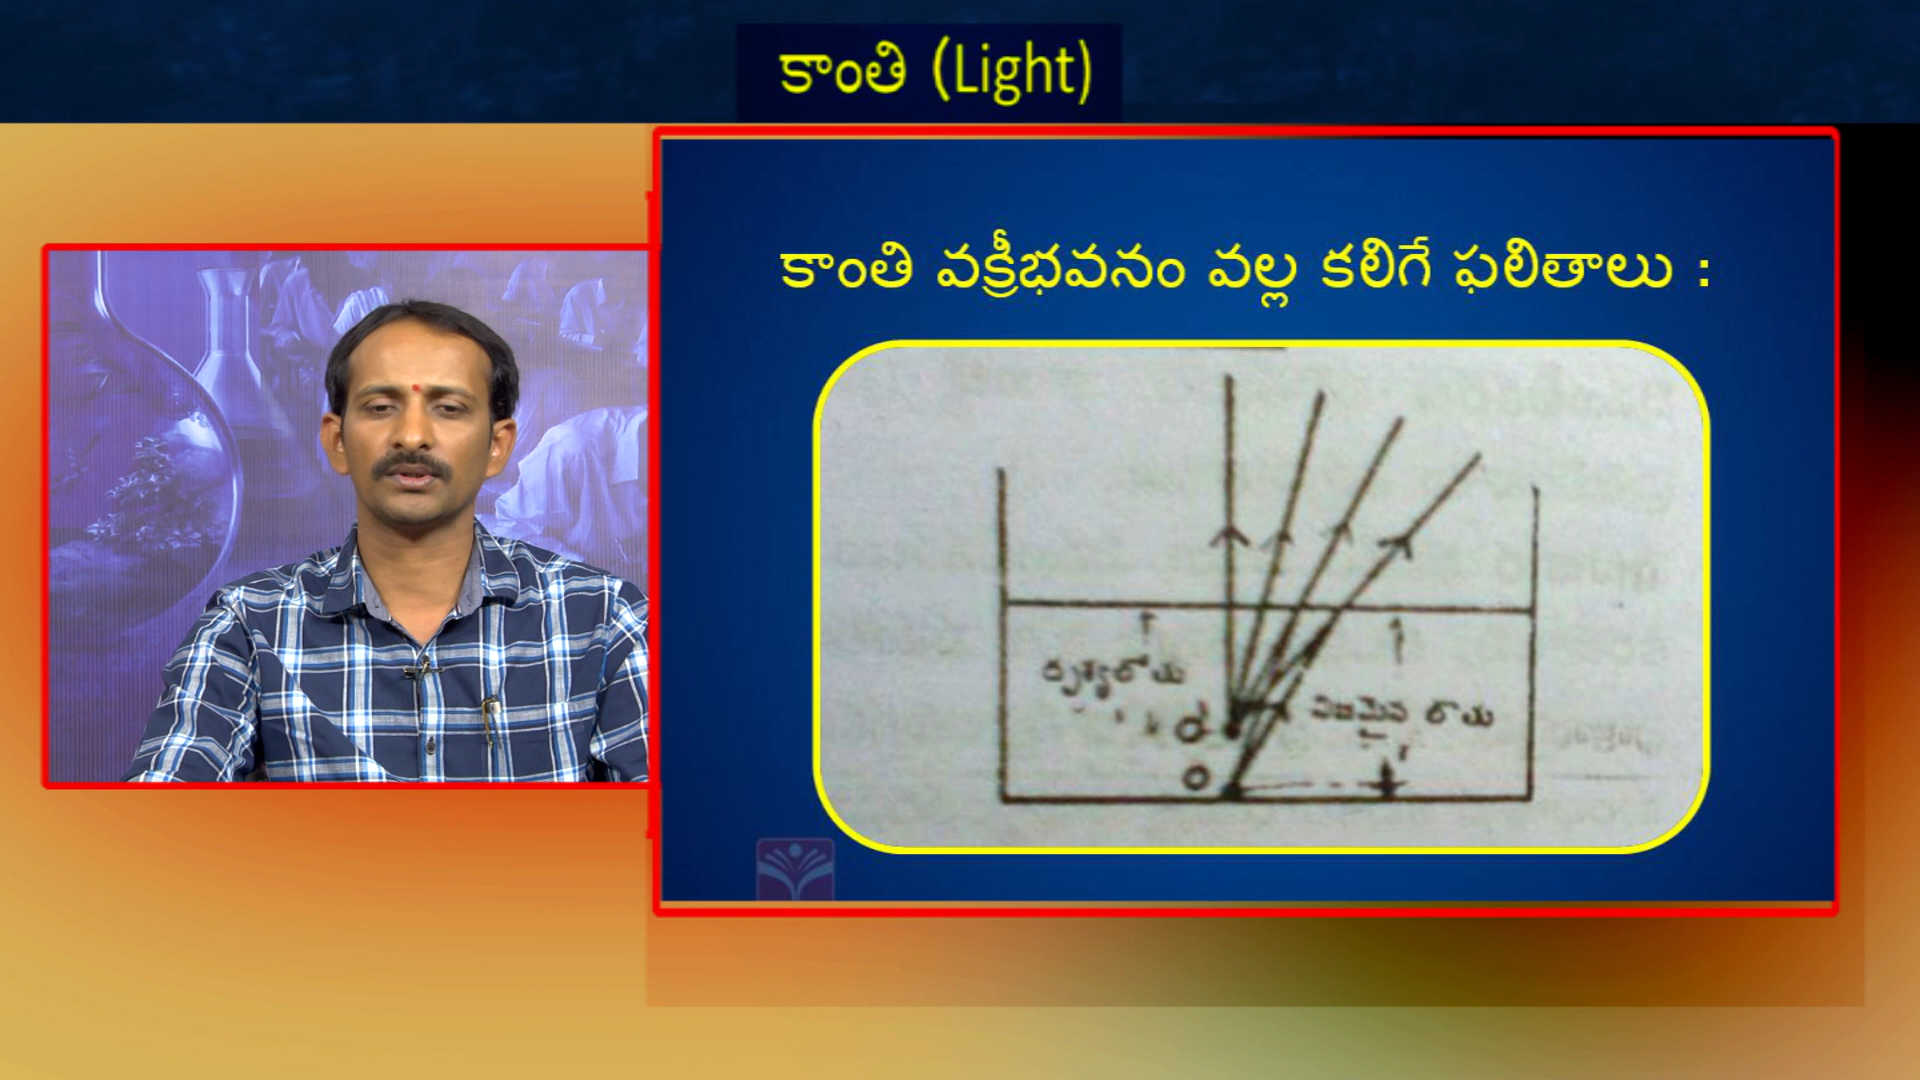 కాంతి (Light)
కాంతి వక్రీభవనం వల్ల కలిగే ఫలితాలు :
దృశ్యలోతు
నిజమైన లోతు
O'
O